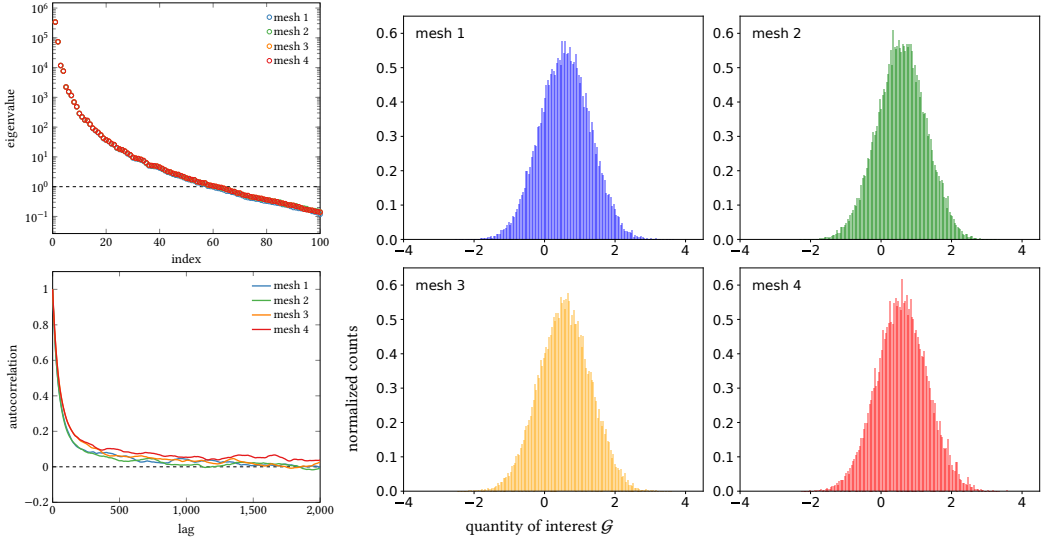 10^6
10^5
10^4
10^3
10^2
10^1
10^0
10^−1
eigenvalue
mesh 1
mesh 2
mesh 3
mesh 4
0 20 40 60 80 100
index
1
0.8
0.6
0.4
0.2
0
−0.2
autocorrelation
mesh 1
mesh 2
mesh 3
mesh 4
0 500 1,000 1,500 2,000
lag
mesh 1
0.6
0.5
0.4
0.3
0.2
0.1
0.0
−4 −2 0 2 4
mesh 2
0.6
0.5
0.4
0.3
0.2
0.1
0.0
−4 −2 0 2 4
mesh 3
0.6
0.5
0.4
0.3
0.2
0.1
0.0
−4 −2 0 2 4
normalized counts
quantity of interest 𝒢
mesh 4
0.6
0.5
0.4
0.3
0.2
0.1
0.0
−4 −2 0 2 4